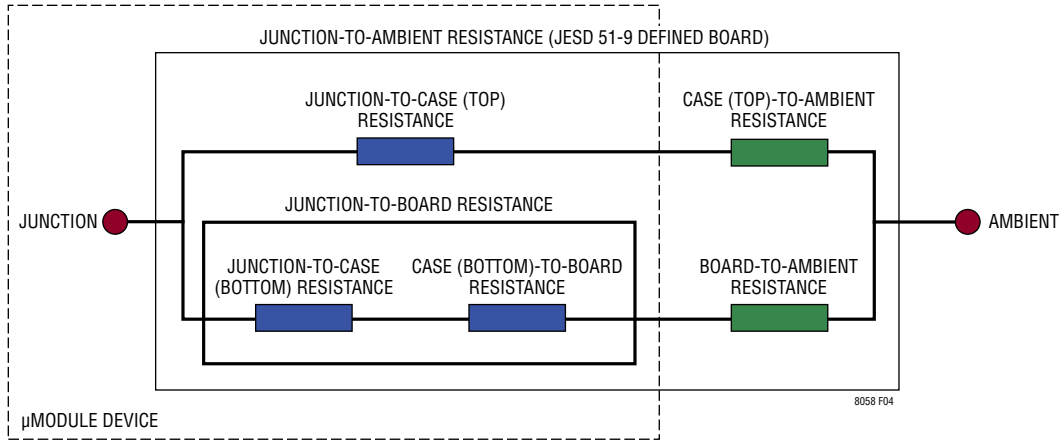 JUNCTION-TO-AMBIENT RESISTANCE (JESD 51-9 DEFINED BOARD)
JUNCTION-TO-CASE (TOP)
RESISTANCE
CASE (TOP)-TO-AMBIENT
RESISTANCE
JUNCTION-TO-BOARD RESISTANCE
JUNCTION
AMBIENT
JUNCTION-TO-CASE
(BOTTOM) RESISTANCE
CASE (BOTTOM)-TO-BOARD
RESISTANCE
BOARD-TO-AMBIENT
RESISTANCE
8058 F04
µMODULE DEVICE